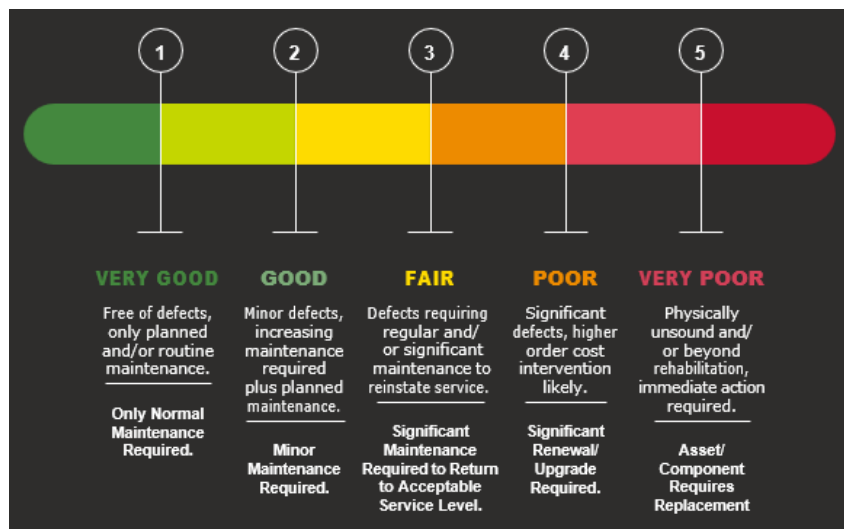 1
2
3
4
5
VERY GOOD
Free of defects,
only planned
and/or routine
maintenance.
Only Normal
Maintenance
Required.
GOOD
Minor defects,
increasing
maintenance
required
plus planned
maintenance.
Minor
Maintenance
Required.
FAIR
Defects requiring
regular and/
or significant
maintenance to
reinstate service.
Significant
Maintenance
Required to Return
to Acceptable
Service Level.
POOR
Significant
defects, higher
order cost
intervention
likely.
Significant
Renewal/
Upgrade
Required.
VERY POOR
Physically
unsound and/
or beyond
rehabilitation,
immediate action
required.
Asset/
Component
Requires
Replacement